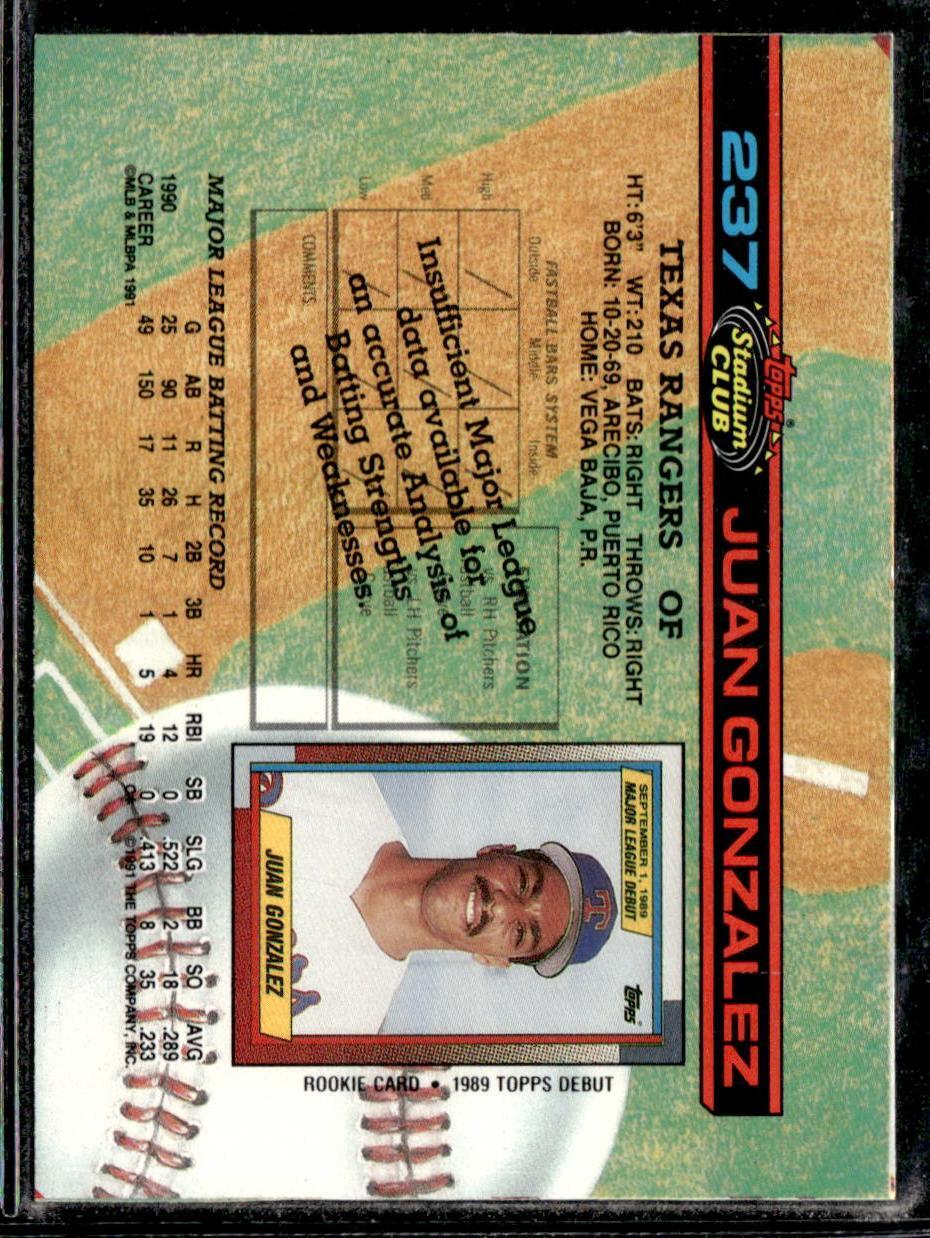 237
Topps®
Stadium
CLUB
JUAN GONZALEZ
TEXAS RANGERS OF
HT:6'3" WT:210 BATS:RIGHT THROWS:RIGHT
BORN: 10-20-69, ARECIBO, PUERTO RICO
HOME: VEGA BAJA, P.R.
FASTBALL BARS SYSTEM
Outside Middle Inside
High
Med
Low
RH Pitchers
H Pitchers
COMMENTS
Insufficient Major League
data available for
an accurate Analysis of
Batting Strengths
and Weaknesses.
SEPTEMBER 1, 1989
MAJOR LEAGUE DEBUT
Topps®
JUAN GONZALEZ
ROOKIE CARD • 1989 TOPPS DEBUT
MAJOR LEAGUE BATTING RECORD
G AB R H 2B 3B HR RBI SB SLG BB SO AVG
1990 25 90 11 26 7 1 4 12 0 .522 2 18 .289
CAREER 49 150 17 35 10 1 5 19 0 .413 8 35 .233
©MLB & MLBPA 1991 ©1991 THE TOPPS COMPANY, INC.